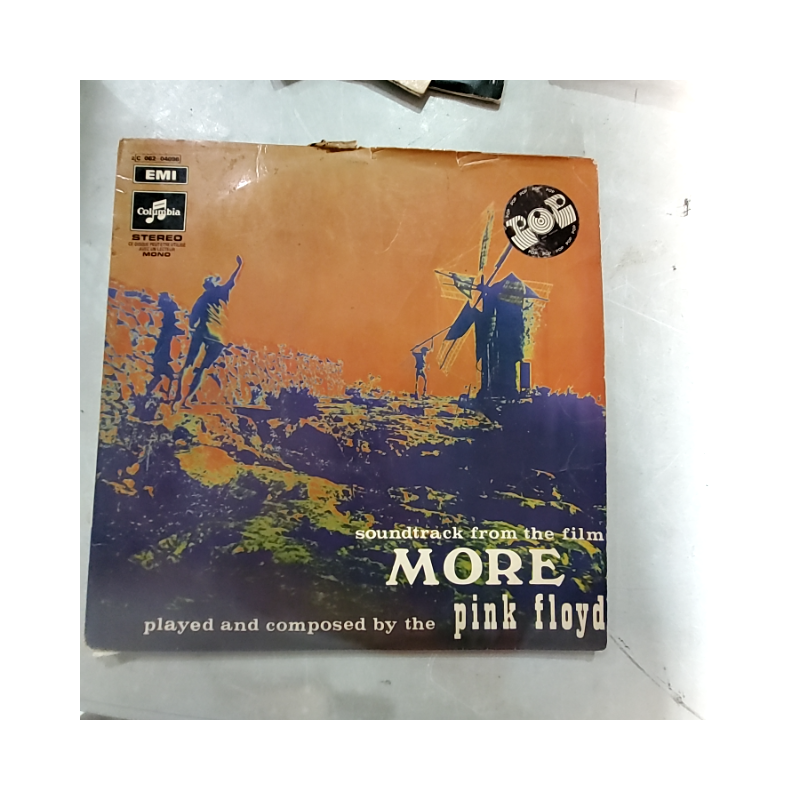 EMI
Columbia
STEREO
MONO
POP
soundtrack from the film
MORE
played and composed by the pink floyd